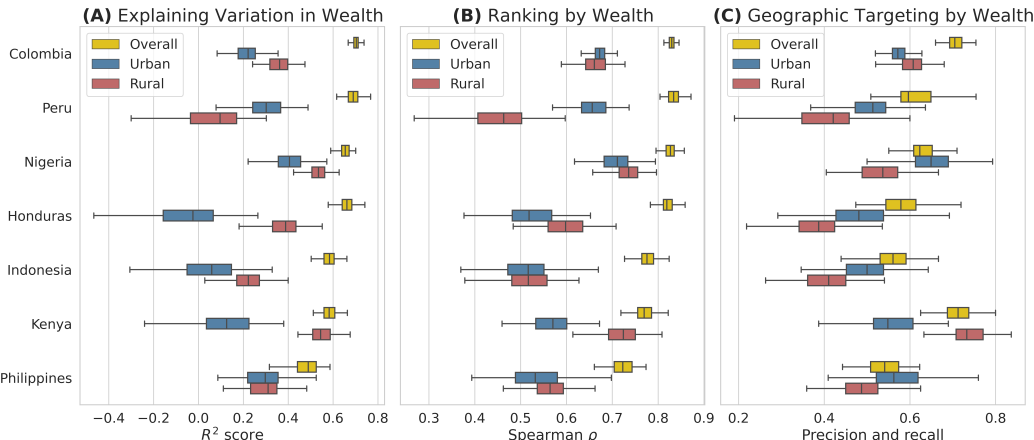 (A) Explaining Variation in Wealth
(B) Ranking by Wealth
(C) Geographic Targeting by Wealth
Overall
Urban
Rural
Overall
Urban
Rural
Overall
Urban
Rural
Colombia
Peru
Nigeria
Honduras
Indonesia
Kenya
Philippines
−0.4 −0.2 0.0 0.2 0.4 0.6 0.8
R² score
0.3 0.4 0.5 0.6 0.7 0.8 0.9
Spearman ρ
0.2 0.4 0.6 0.8
Precision and recall